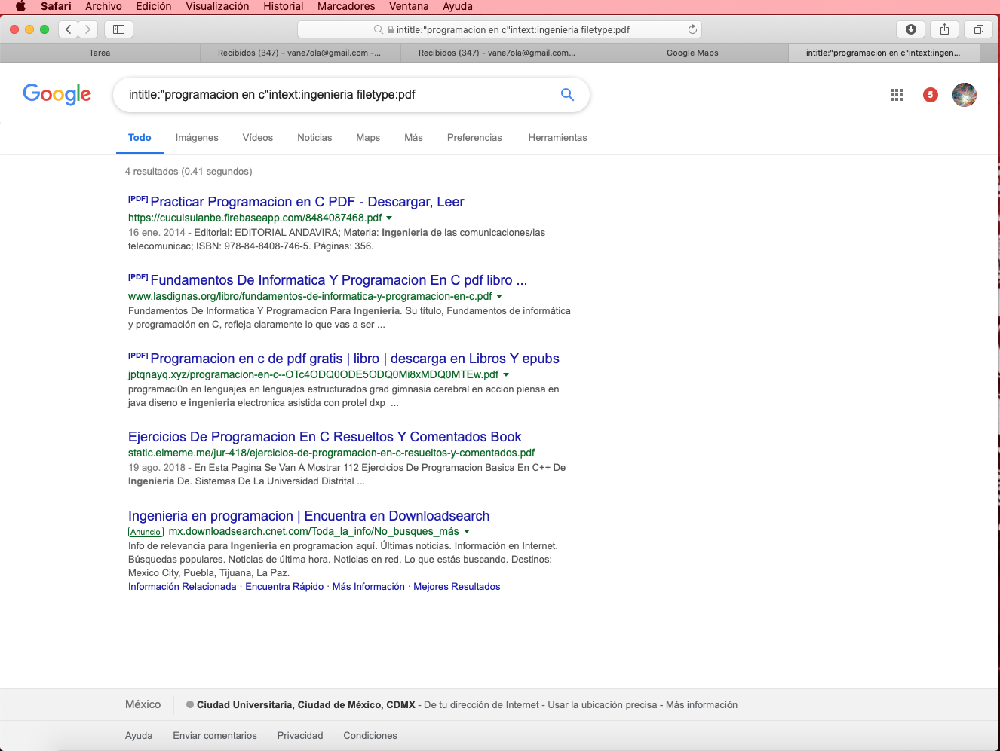 Safari Archivo Edición Visualización Historial Marcadores Ventana Ayuda
intitle:"programacion en c"intext:ingenieria filetype:pdf
Tarea
Recibidos (347) - vane7ola@gmail.com -...
Recibidos (347) - vane7ola@gmail.com...
Google Maps
intitle:"programacion en c"intext:ingen...
Google
intitle:"programacion en c"intext:ingenieria filetype:pdf
5
Todo Imágenes Vídeos Noticias Maps Más Preferencias Herramientas
4 resultados (0.41 segundos)
[PDF] Practicar Programacion en C PDF - Descargar, Leer
https://cuculsulanbe.firebaseapp.com/8484087468.pdf
16 ene. 2014 - Editorial: EDITORIAL ANDAVIRA; Materia: Ingenieria de las comunicaciones/las
telecomunicac; ISBN: 978-84-8408-746-5. Páginas: 356.
[PDF] Fundamentos De Informatica Y Programacion En C pdf libro ...
www.lasdignas.org/libro/fundamentos-de-informatica-y-programacion-en-c.pdf
Fundamentos De Informatica Y Programacion Para Ingenieria. Su título, Fundamentos de informática
y programación en C, refleja claramente lo que vas a ser ...
[PDF] Programacion en c de pdf gratis | libro | descarga en Libros Y epubs
jptqnayq.xyz/programacion-en-c--OTc4ODQ0ODE5ODQ0Mi8xMDQ0MTEw.pdf
programaci0n en lenguajes en lenguajes estructurados grad gimnasia cerebral en accion piensa en
java diseno e ingenieria electronica asistida con protel dxp ...
Ejercicios De Programacion En C Resueltos Y Comentados Book
static.elmeme.me/jur-418/ejercicios-de-programacion-en-c-resueltos-y-comentados.pdf
19 ago. 2018 - En Esta Pagina Se Van A Mostrar 112 Ejercicios De Programacion Basica En C++ De
Ingenieria De. Sistemas De La Universidad Distrital ...
Ingenieria en programacion | Encuentra en Downloadsearch
Anuncio mx.downloadsearch.cnet.com/Toda_la_info/No_busques_más
Info de relevancia para Ingenieria en programacion aquí. Últimas noticias. Información en Internet.
Búsquedas populares. Noticias de última hora. Noticias en red. Lo que estás buscando. Destinos:
Mexico City, Puebla, Tijuana, La Paz.
Información Relacionada · Encuentra Rápido · Más Información · Mejores Resultados
México Ciudad Universitaria, Ciudad de México, CDMX - De tu dirección de Internet - Usar la ubicación precisa - Más información
Ayuda Enviar comentarios Privacidad Condiciones